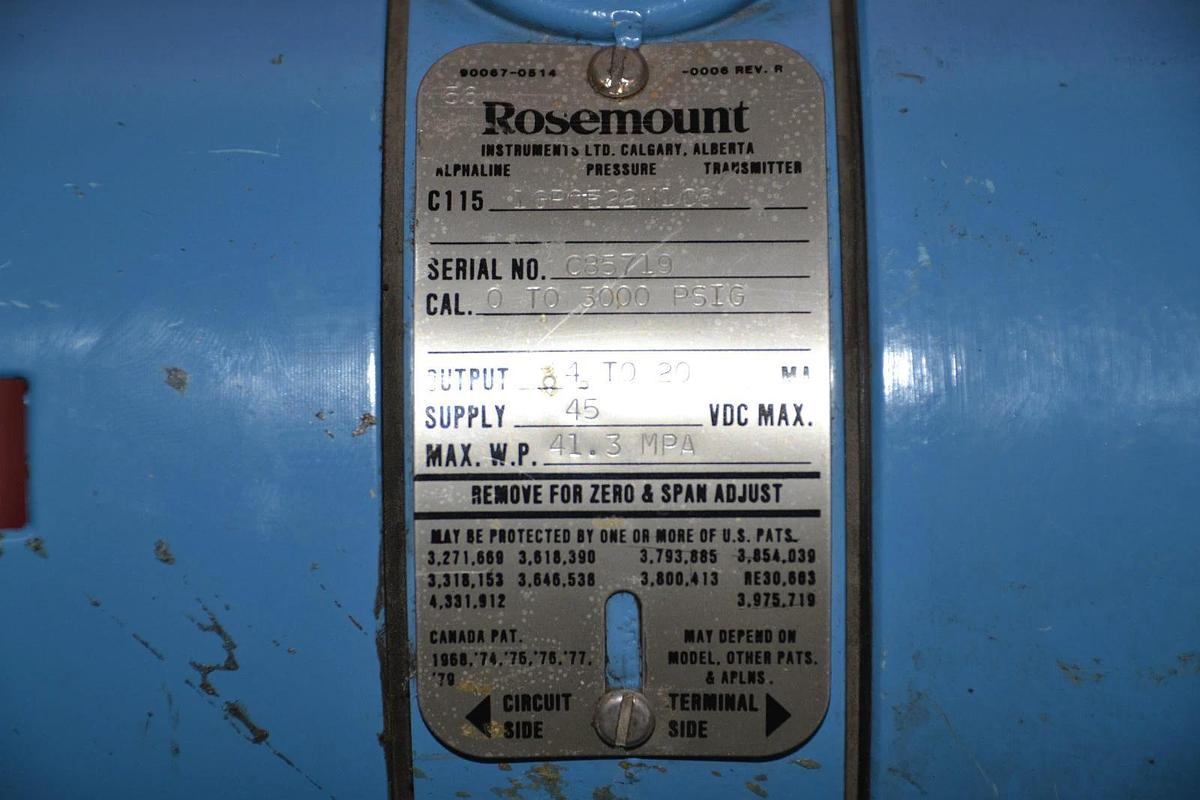 90067-0514 -0006 REV. R
56
Rosemount
INSTRUMENTS LTD. CALGARY, ALBERTA
ALPHALINE PRESSURE TRANSMITTER
C115
SERIAL NO. C85719
CAL. 0 TO 3000 PSIG
OUTPUT 4 TO 20 MA
SUPPLY 45 VDC MAX.
MAX. W.P. 41.3 MPA
REMOVE FOR ZERO & SPAN ADJUST
MAY BE PROTECTED BY ONE OR MORE OF U.S. PATS.
3,271,669 3,618,390 3,793,885 3,854,039
3,318,153 3,646,538 3,800,413 RE30,603
4,331,912 3,975,719
CANADA PAT. MAY DEPEND ON
1968,'74,'75,'76,'77, MODEL, OTHER PATS.
'79 & APLNS.
CIRCUIT TERMINAL
SIDE SIDE